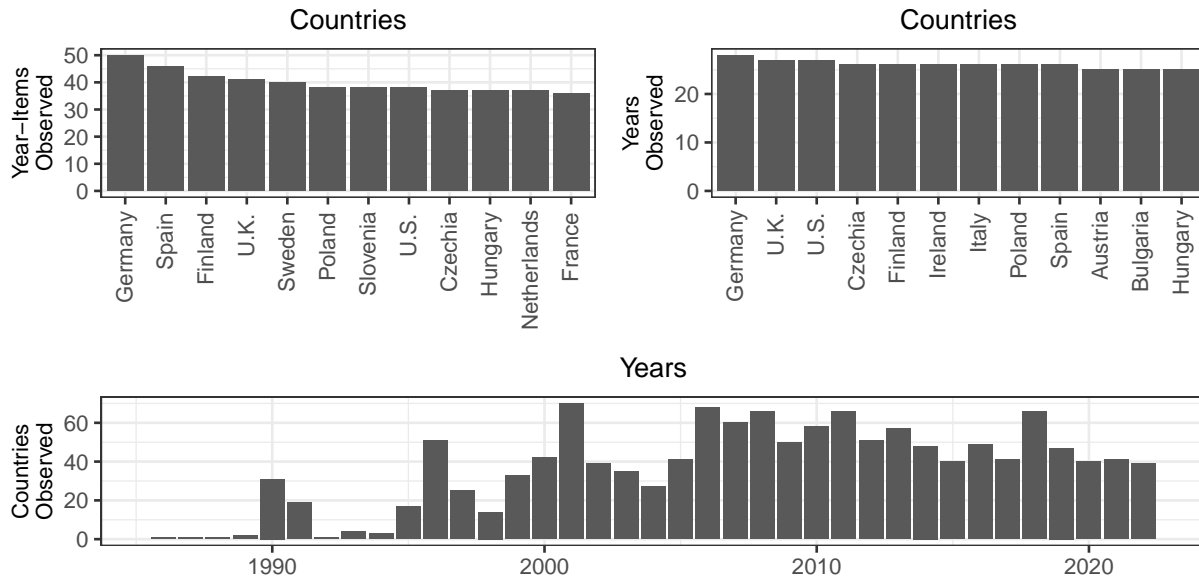 Countries
Year−Items
Observed
50
40
30
20
10
0
Germany
Spain
Finland
U.K.
Sweden
Poland
Slovenia
U.S.
Czechia
Hungary
Netherlands
France
Countries
Years
Observed
20
10
0
Germany
U.K.
U.S.
Czechia
Finland
Ireland
Italy
Poland
Spain
Austria
Bulgaria
Hungary
Years
Countries
Observed
60
40
20
0
1990
2000
2010
2020